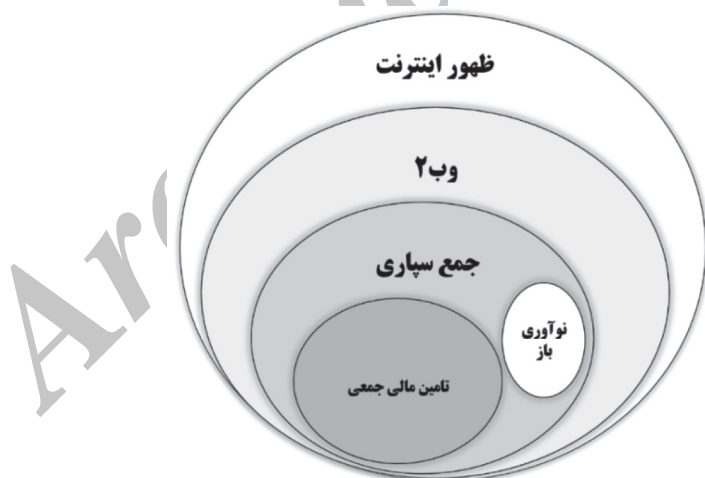 ظهور اینترنت
وب۲
جمع سپاری
نوآوری
باز
تامین مالی جمعی